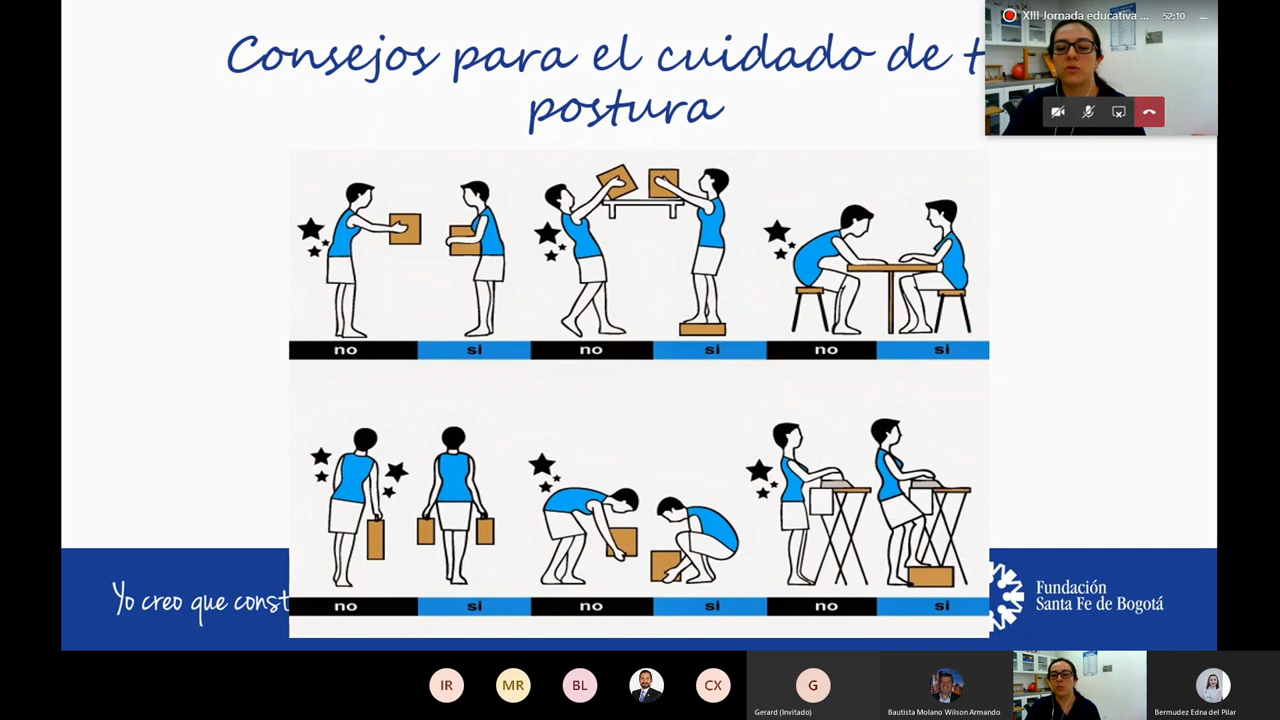 Consejos para el cuidado de t
postura
XIII Jornada educativa ...
52:10
no
si
no
si
no
si
no
si
no
si
no
si
Yo creo que const
Fundación
Santa Fe de Bogotá
IR
MR
BL
CX
G
Gerard (Invitado)
Bautista Molano Wilson Armando
Bermudez Edna del Pilar